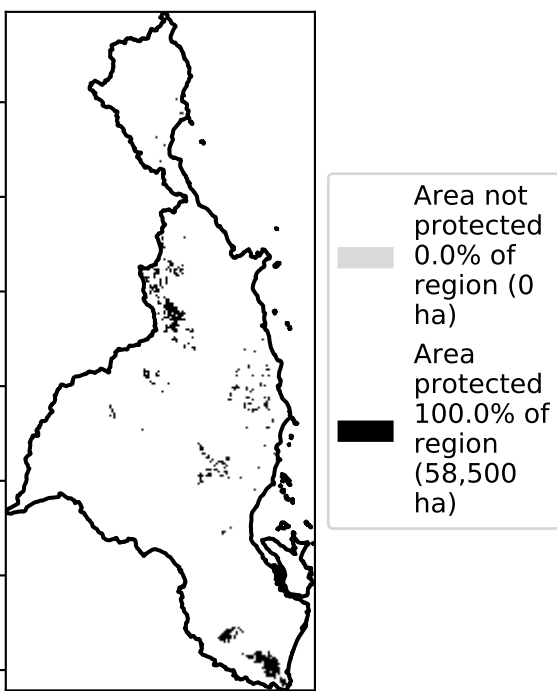 Area not
protected
0.0% of
region (0
ha)
Area
protected
100.0% of
region
(58,500
ha)